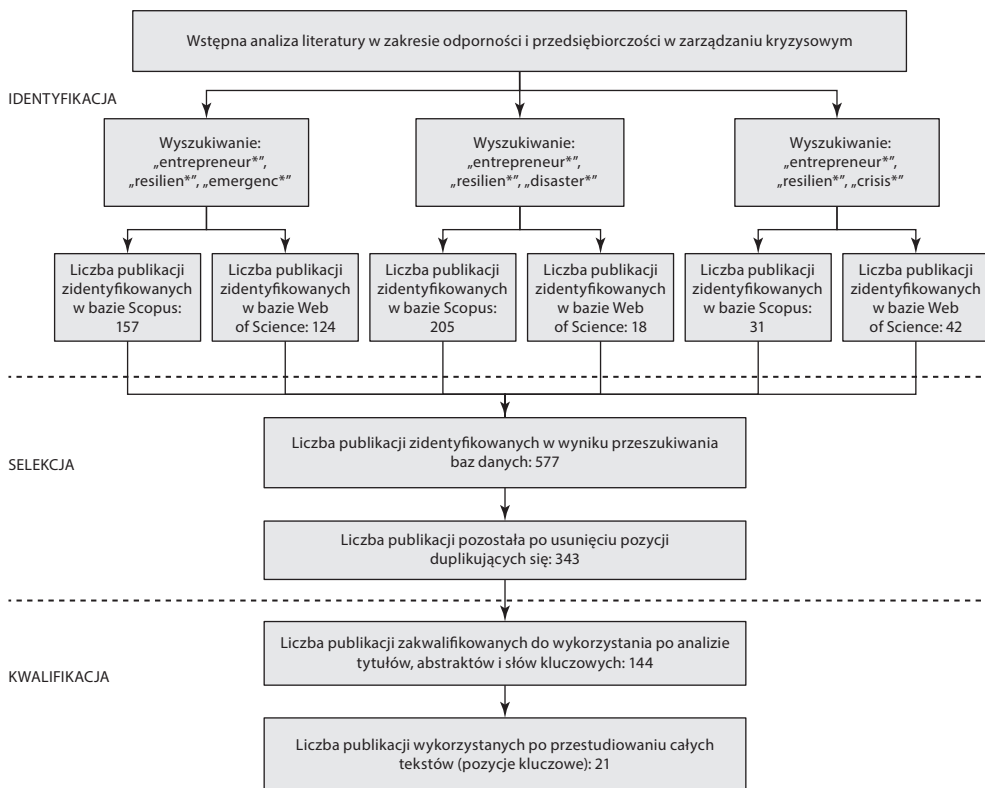 Wstępna analiza literatury w zakresie odporności i przedsiębiorczości w zarządzaniu kryzysowym
IDENTYFIKACJA
Wyszukiwanie:
„entrepreneur*”,
„resilien*”, „emergenc*”
Wyszukiwanie:
„entrepreneur*”,
„resilien*”, „disaster*”
Wyszukiwanie:
„entrepreneur*”,
„resilien*”, „crisis*”
Liczba publikacji
zidentyfikowanych
w bazie Scopus:
157
Liczba publikacji
zidentyfikowanych
w bazie Web
of Science: 124
Liczba publikacji
zidentyfikowanych
w bazie Scopus:
205
Liczba publikacji
zidentyfikowanych
w bazie Web
of Science: 18
Liczba publikacji
zidentyfikowanych
w bazie Scopus:
31
Liczba publikacji
zidentyfikowanych
w bazie Web
of Science: 42
SELEKCJA
Liczba publikacji zidentyfikowanych w wyniku przeszukiwania
baz danych: 577
Liczba publikacji pozostała po usunięciu pozycji
duplikujących się: 343
KWALIFIKACJA
Liczba publikacji zakwalifikowanych do wykorzystania po analizie
tytułów, abstraktów i słów kluczowych: 144
Liczba publikacji wykorzystanych po przestudiowaniu całych
tekstów (pozycje kluczowe): 21